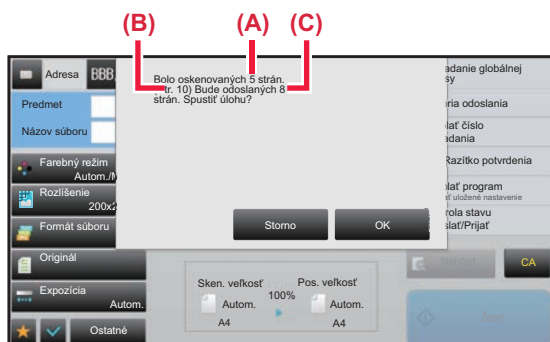 (B) (A) (C)
Adresa BBB
Predmet
Názov súboru
Farebný režim
Autom./M
Rozlíšenie
200x2
Formát súboru
Originál
Expozícia
Autom.
Ostatné
Bolo oskenovaných 5 strán.
tr. 10) Bude odoslaných 8
strán. Spustiť úlohu?
Storno OK
Sken. veľkosť Pos. veľkosť
100%
Autom. Autom.
A4 A4
adanie globálnej
sy
ria odoslania
lať číslo
adania
Razítko potvrdenia
lať program
ť uložené nastavenie
rola stavu
slať/Prijať
Náhľad CA
Štart